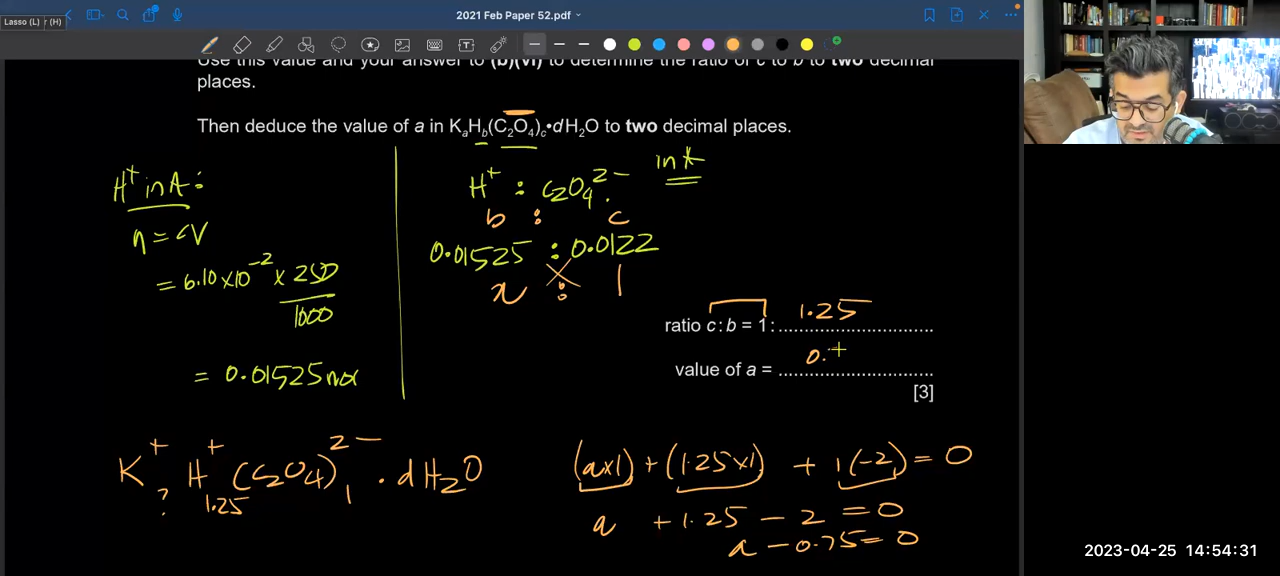 2021 Feb Paper 52.pdf
Lasso (L)
r (H)
Use this value and your answer to (b)(vi) to determine the ratio of c to b to two decimal
places.
Then deduce the value of a in KaHb(C2O4)c•dH2O to two decimal places.
H+ in A:
n = cV
= 6.10 x 10^-2 x 250/1000
= 0.01525 mol
in A
H+ : C2O4 2-
b : c
0.01525 : 0.0122
x : 1
ratio c : b = 1 : 1.25
value of a = 0.7
[3]
K+? H+1.25 (C2O4)2-1 . dH2O
(ax1) + (1.25x1) + 1(-2) = 0
a + 1.25 - 2 = 0
a - 0.75 = 0
2023-04-25 14:54:31